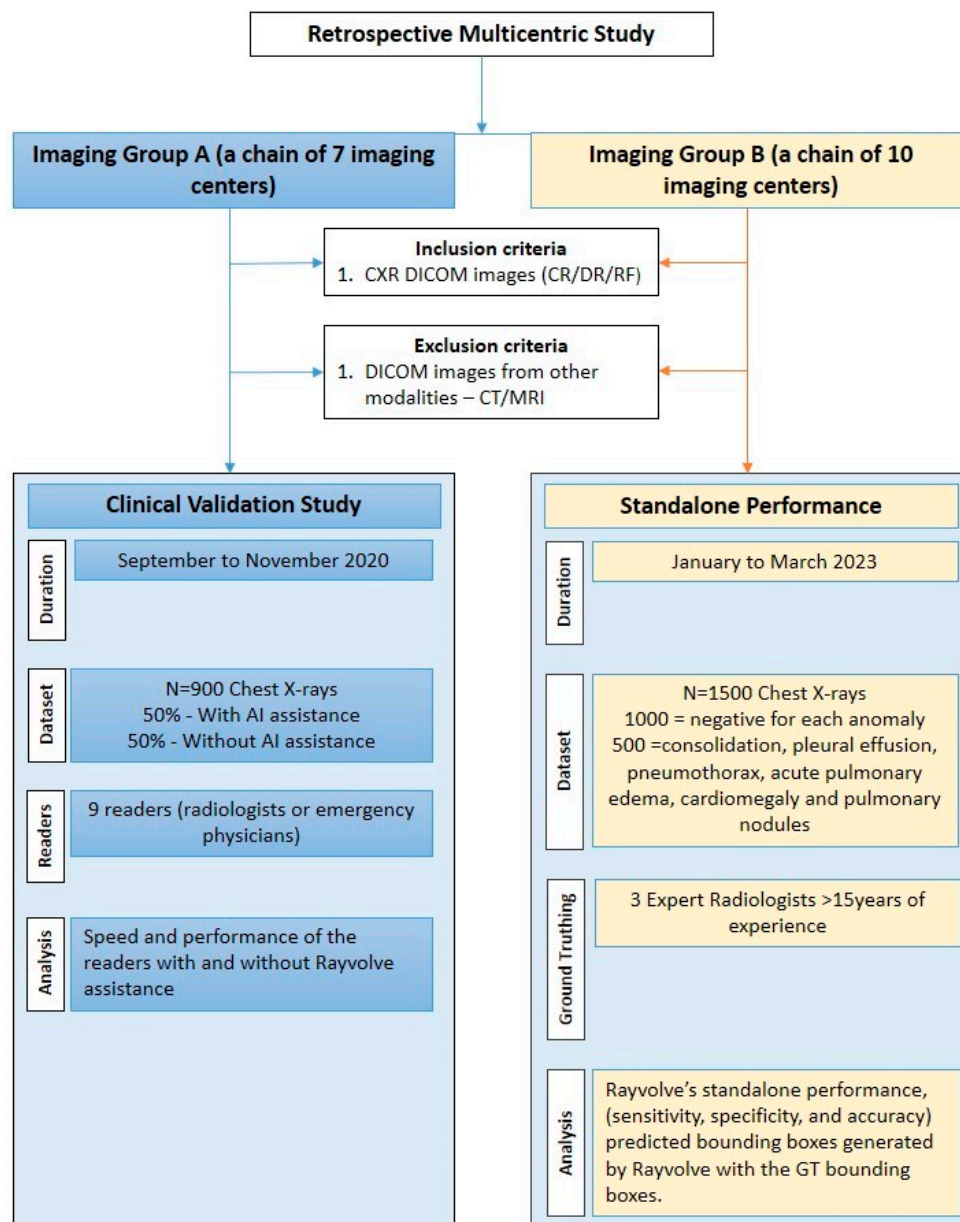 Retrospective Multicentric Study
Imaging Group A (a chain of 7 imaging
centers)
Imaging Group B (a chain of 10
imaging centers)
Inclusion criteria
1. CXR DICOM images (CR/DR/RF)
Exclusion criteria
1. DICOM images from other
modalities – CT/MRI
Clinical Validation Study
Duration
September to November 2020
Dataset
N=900 Chest X-rays
50% - With AI assistance
50% - Without AI assistance
Readers
9 readers (radiologists or emergency
physicians)
Analysis
Speed and performance of the
readers with and without Rayvolve
assistance
Standalone Performance
Duration
January to March 2023
Dataset
N=1500 Chest X-rays
1000 = negative for each anomaly
500 =consolidation, pleural effusion,
pneumothorax, acute pulmonary
edema, cardiomegaly and pulmonary
nodules
Ground Truthing
3 Expert Radiologists >15years of
experience
Analysis
Rayvolve’s standalone performance,
(sensitivity, specificity, and accuracy)
predicted bounding boxes generated
by Rayvolve with the GT bounding
boxes.